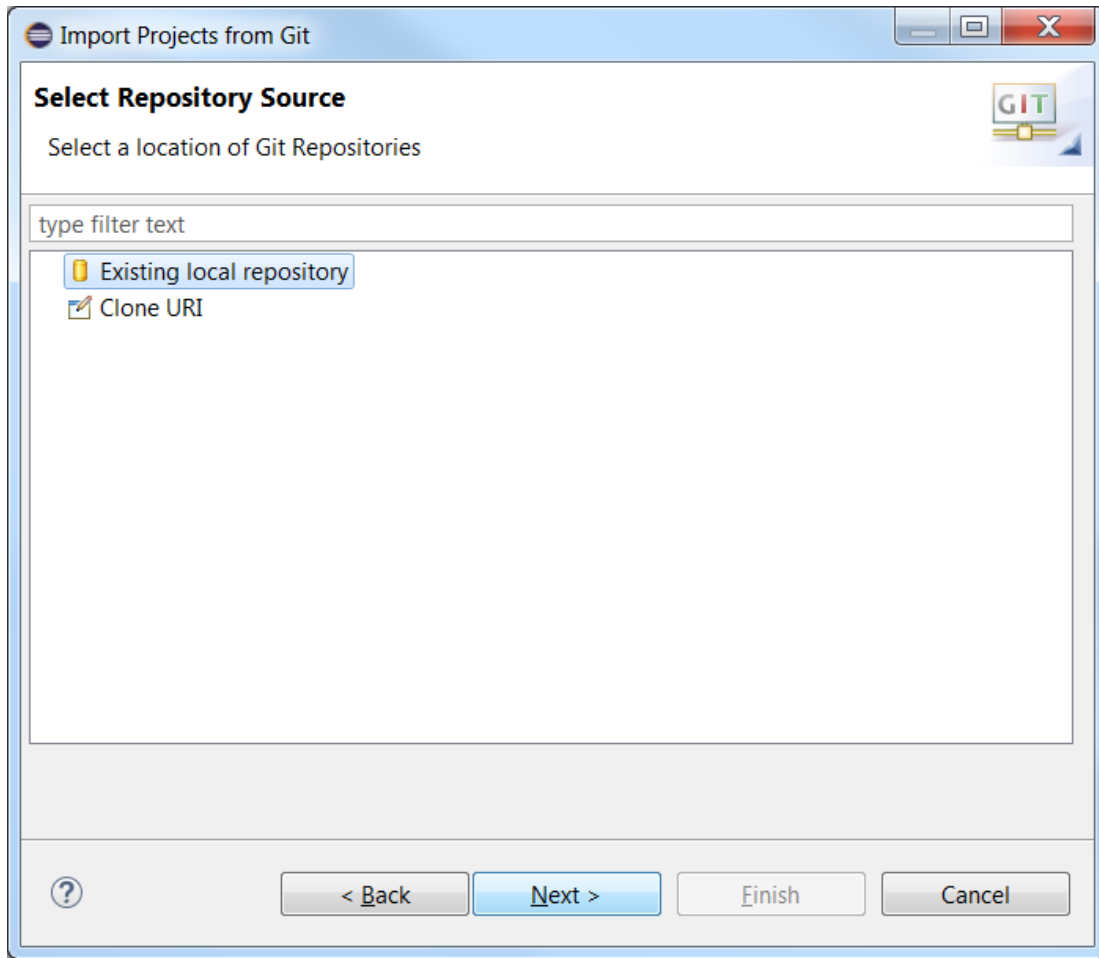 Import Projects from Git
Select Repository Source
GIT
Select a location of Git Repositories
type filter text
Existing local repository
Clone URI
? < Back Next > Finish Cancel